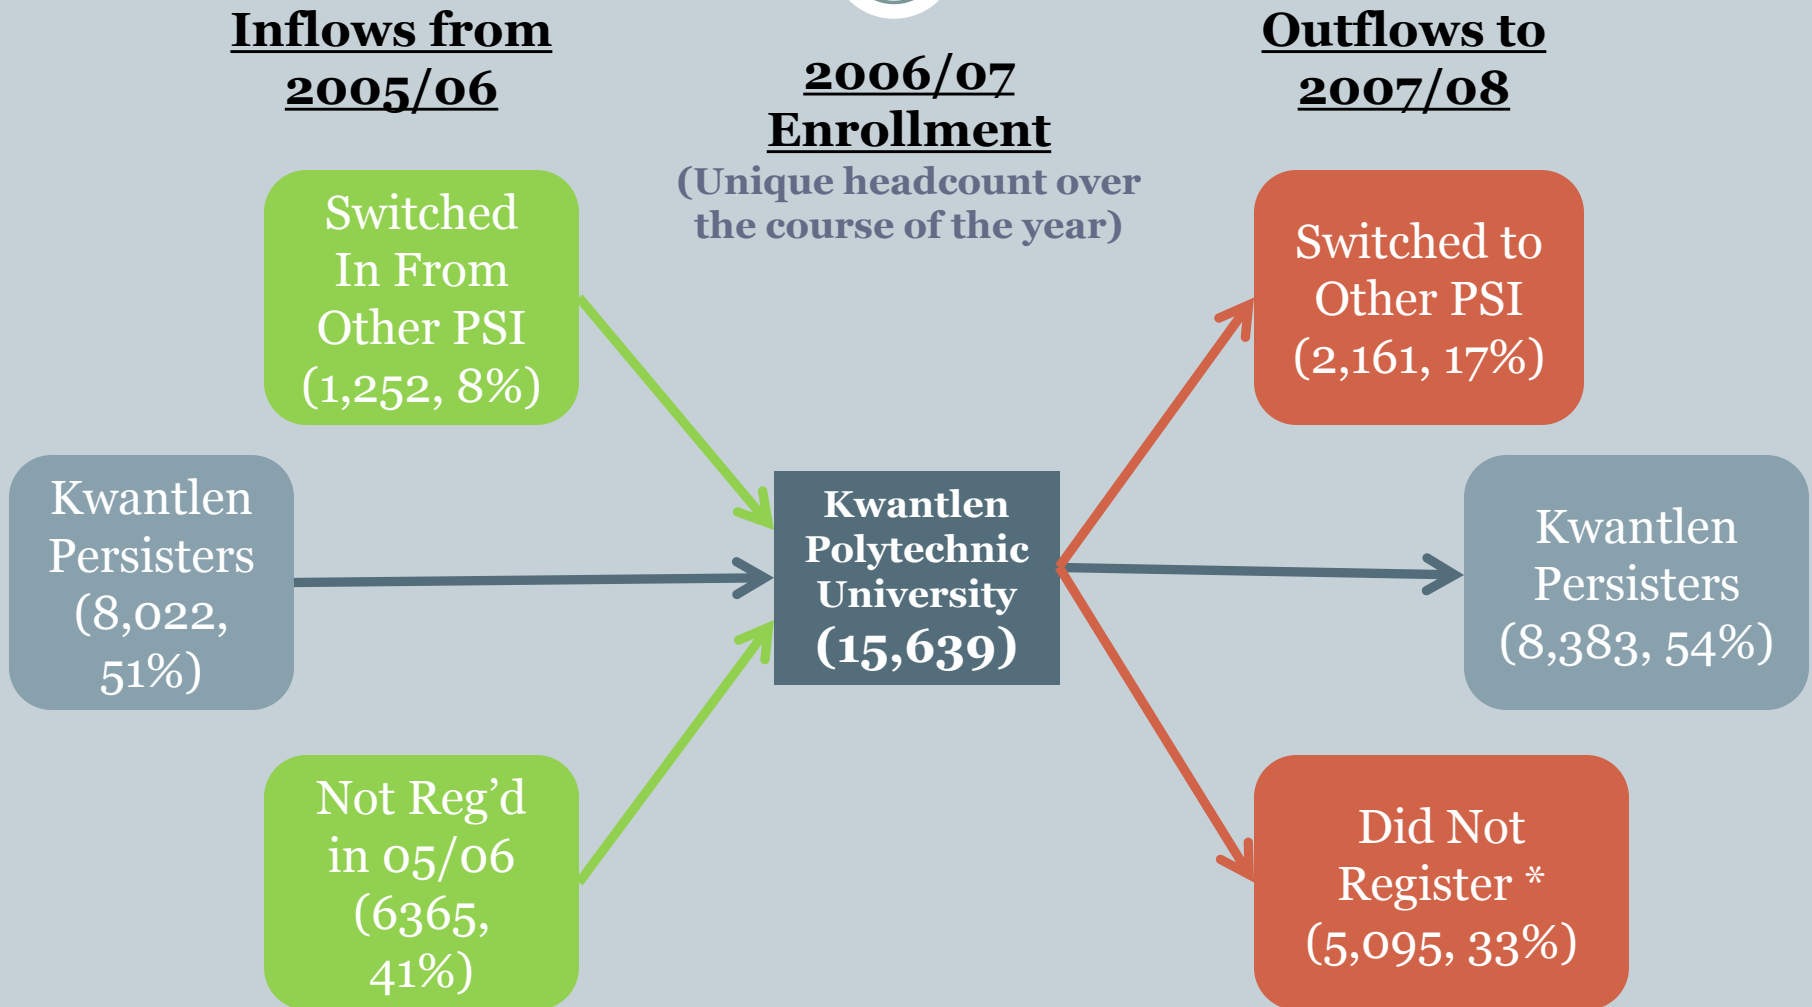 Inflows from
2005/06
2006/07
Enrollment
(Unique headcount over
the course of the year)
Outflows to
2007/08
Switched
In From
Other PSI
(1,252, 8%)
Kwantlen
Persisters
(8,022,
51%)
Not Reg’d
in 05/06
(6365,
41%)
Kwantlen
Polytechnic
University
(15,639)
Switched to
Other PSI
(2,161, 17%)
Kwantlen
Persisters
(8,383, 54%)
Did Not
Register *
(5,095, 33%)